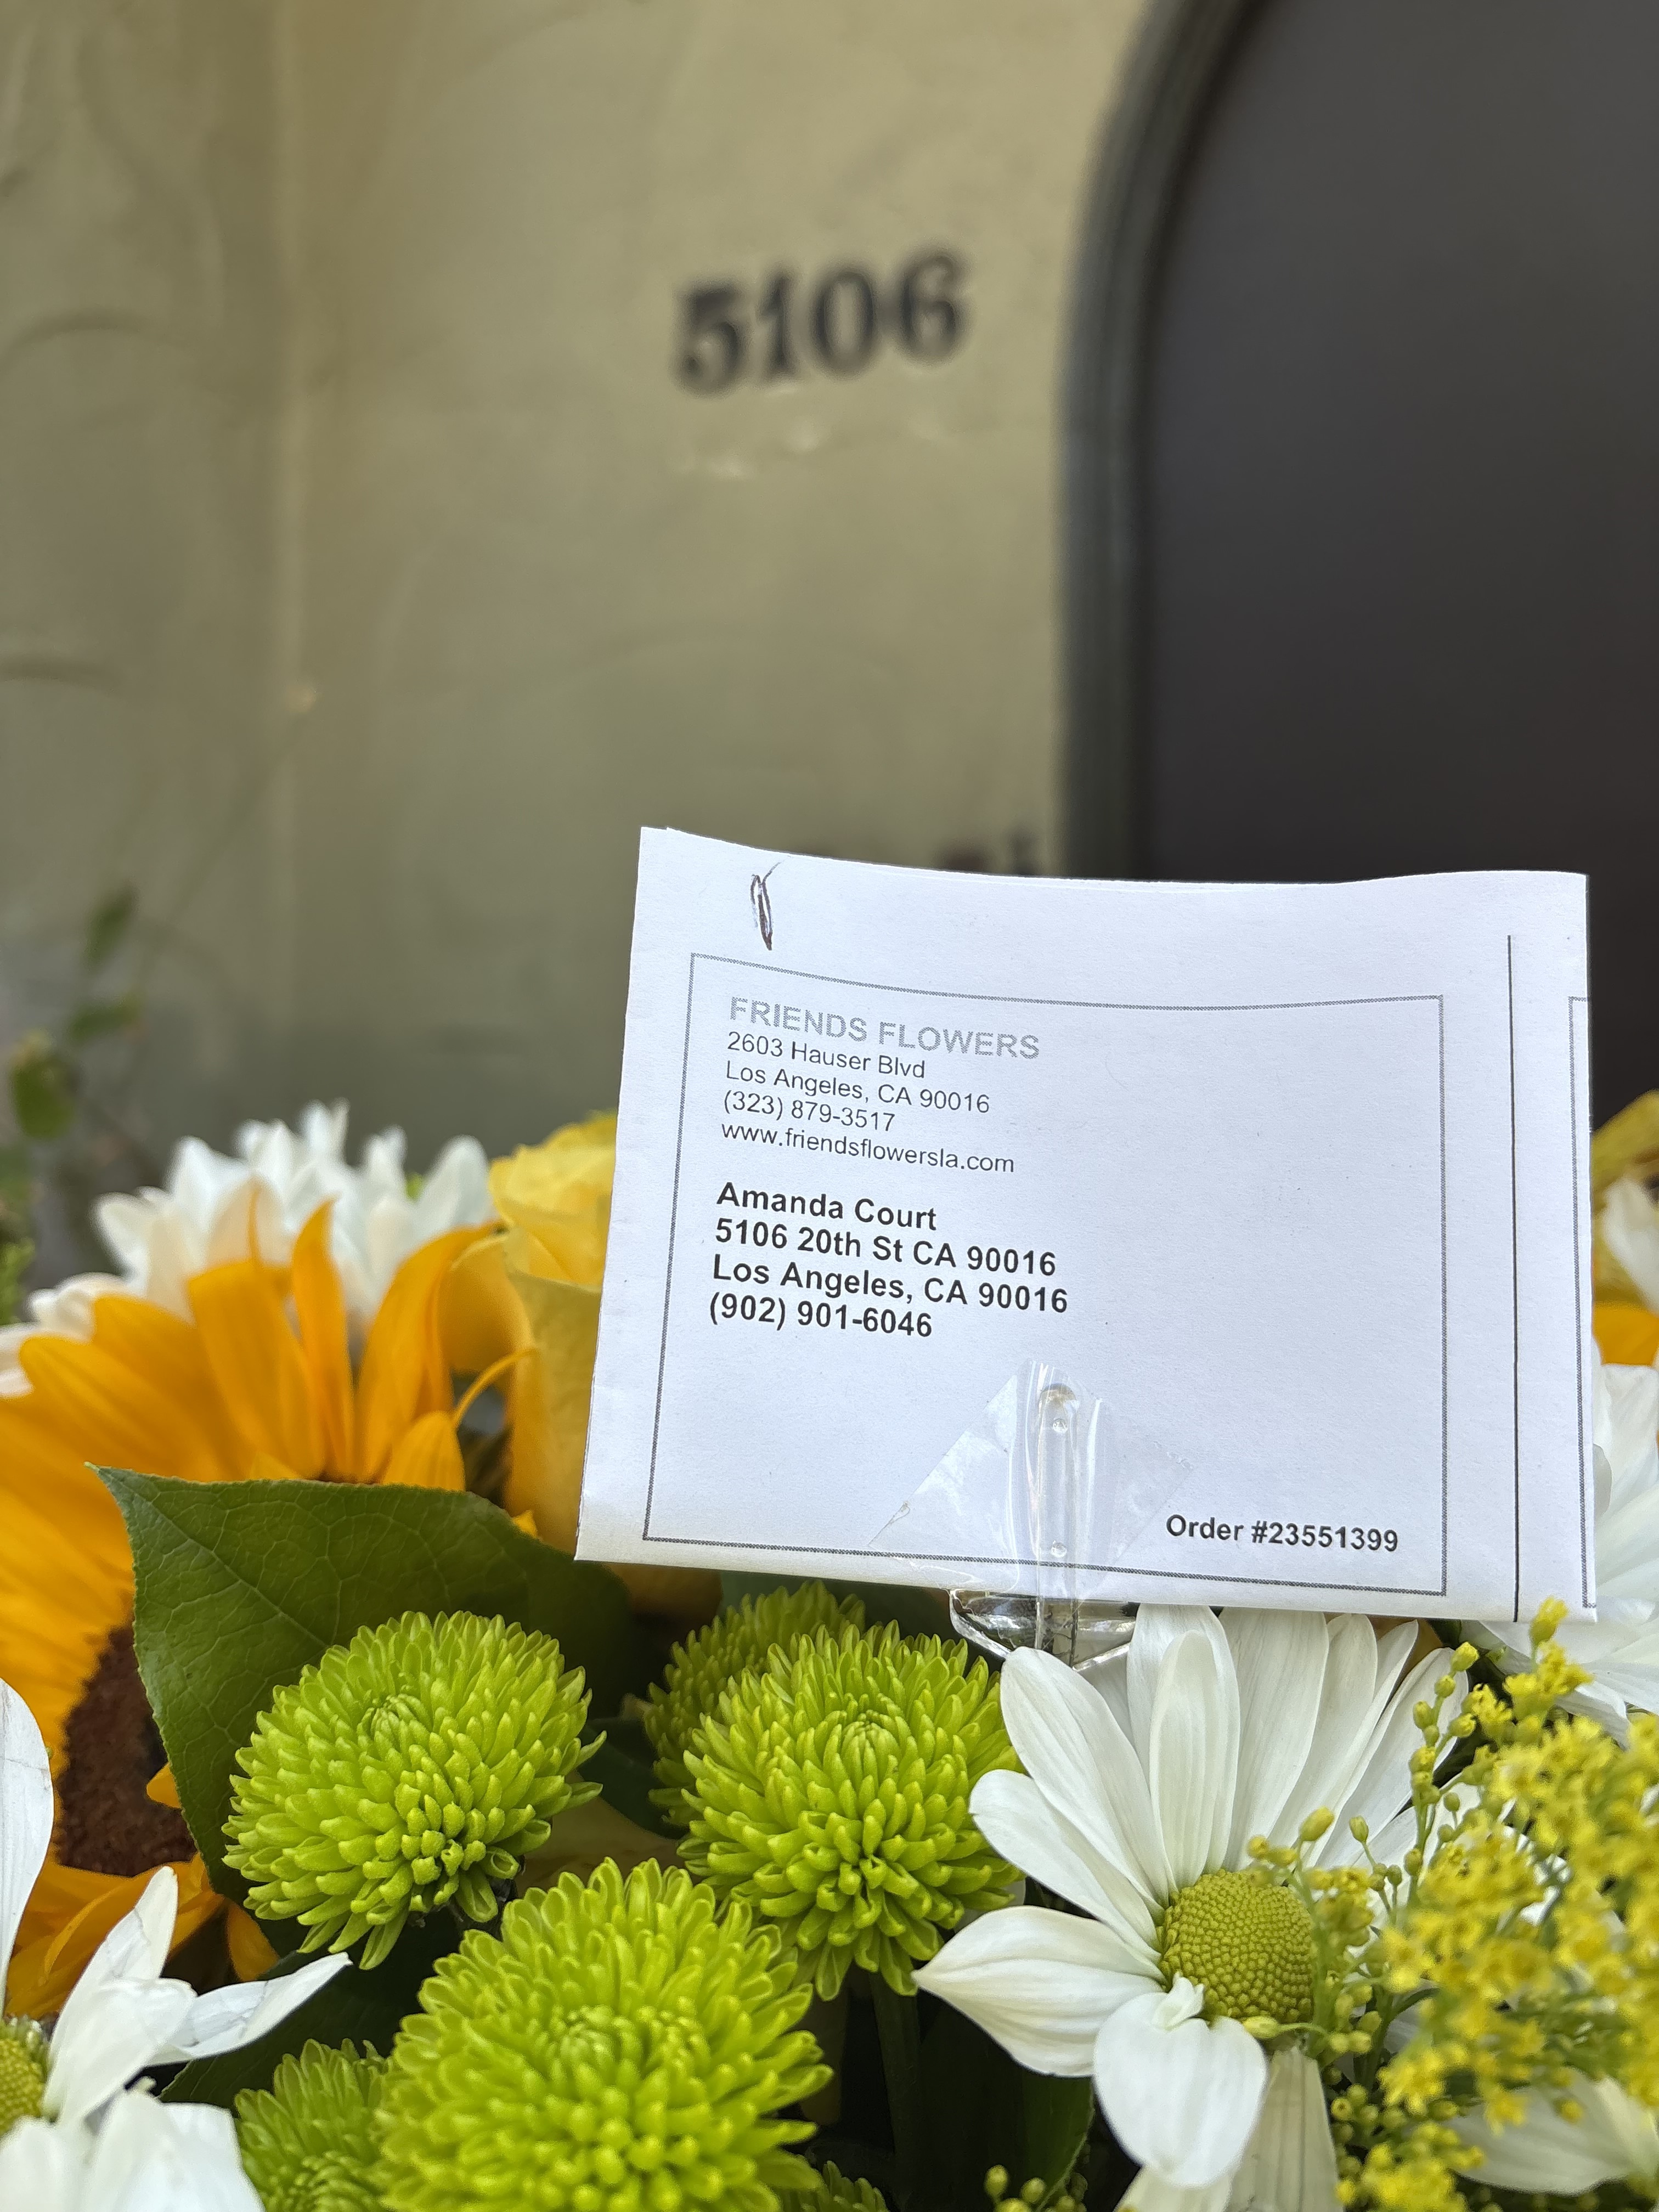 5106
FRIENDS FLOWERS
2603 Hauser Blvd
Los Angeles, CA 90016
(323) 879-3517
www.friendsflowersla.com
Amanda Court
5106 20th St CA 90016
Los Angeles, CA 90016
(902) 901-6046
Order #23551399